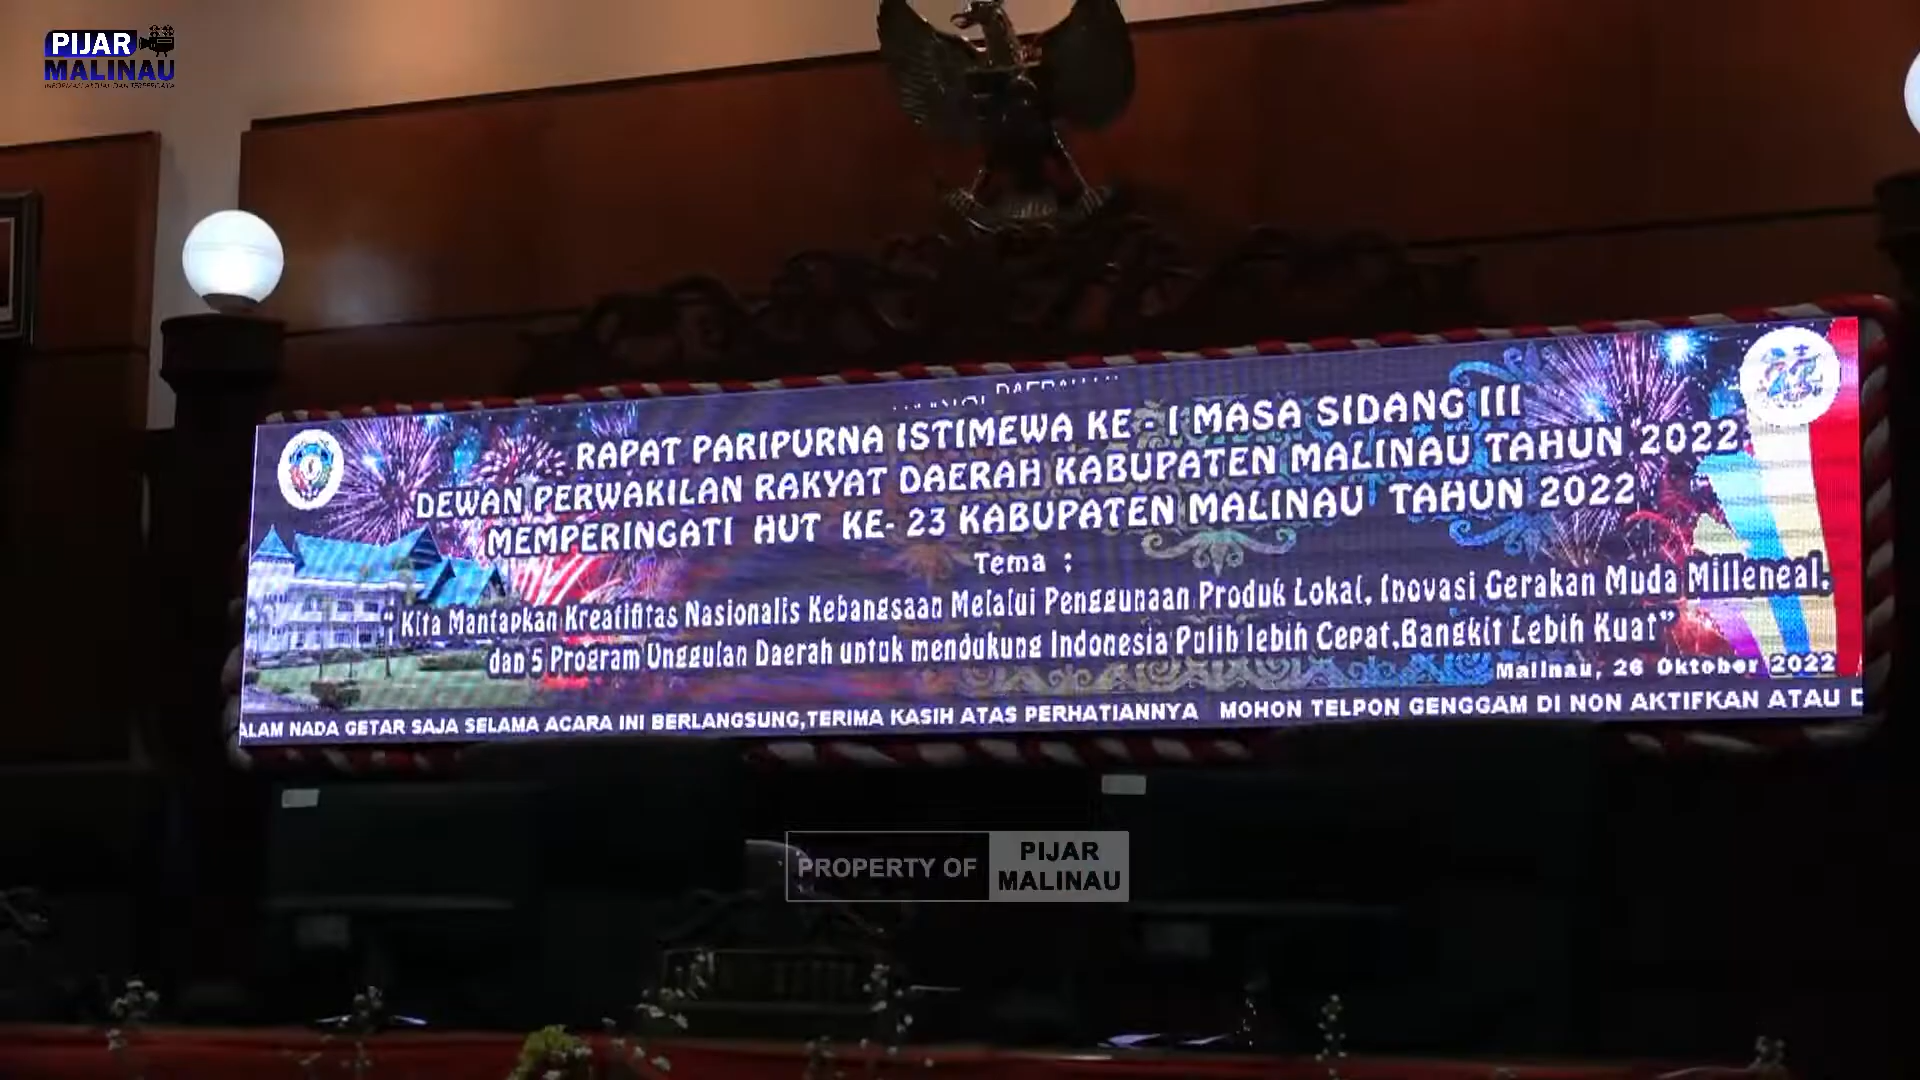 PIJAR
MALINAU
RAPAT PARIPURNA ISTIMEWA KE - I MASA SIDANG III
DEWAN PERWAKILAN RAKYAT DAERAH KABUPATEN MALINAU TAHUN 2022
MEMPERINGATI HUT KE- 23 KABUPATEN MALINAU TAHUN 2022
Tema :
"Kita Mantapkan Kreatifitas Nasionalis Kebangsaan Melalui Penggunaan Produk Lokal, Inovasi Gerakan Muda Milleneal,
dan 5 Program Unggulan Daerah untuk mendukung Indonesia Pulih lebih Cepat,Bangkit Lebih Kuat"
Malinau, 26 Oktober 2022
ALAM NADA GETAR SAJA SELAMA ACARA INI BERLANGSUNG,TERIMA KASIH ATAS PERHATIANNYA MOHON TELPON GENGGAM DI NON AKTIFKAN ATAU D
PROPERTY OF
PIJAR
MALINAU